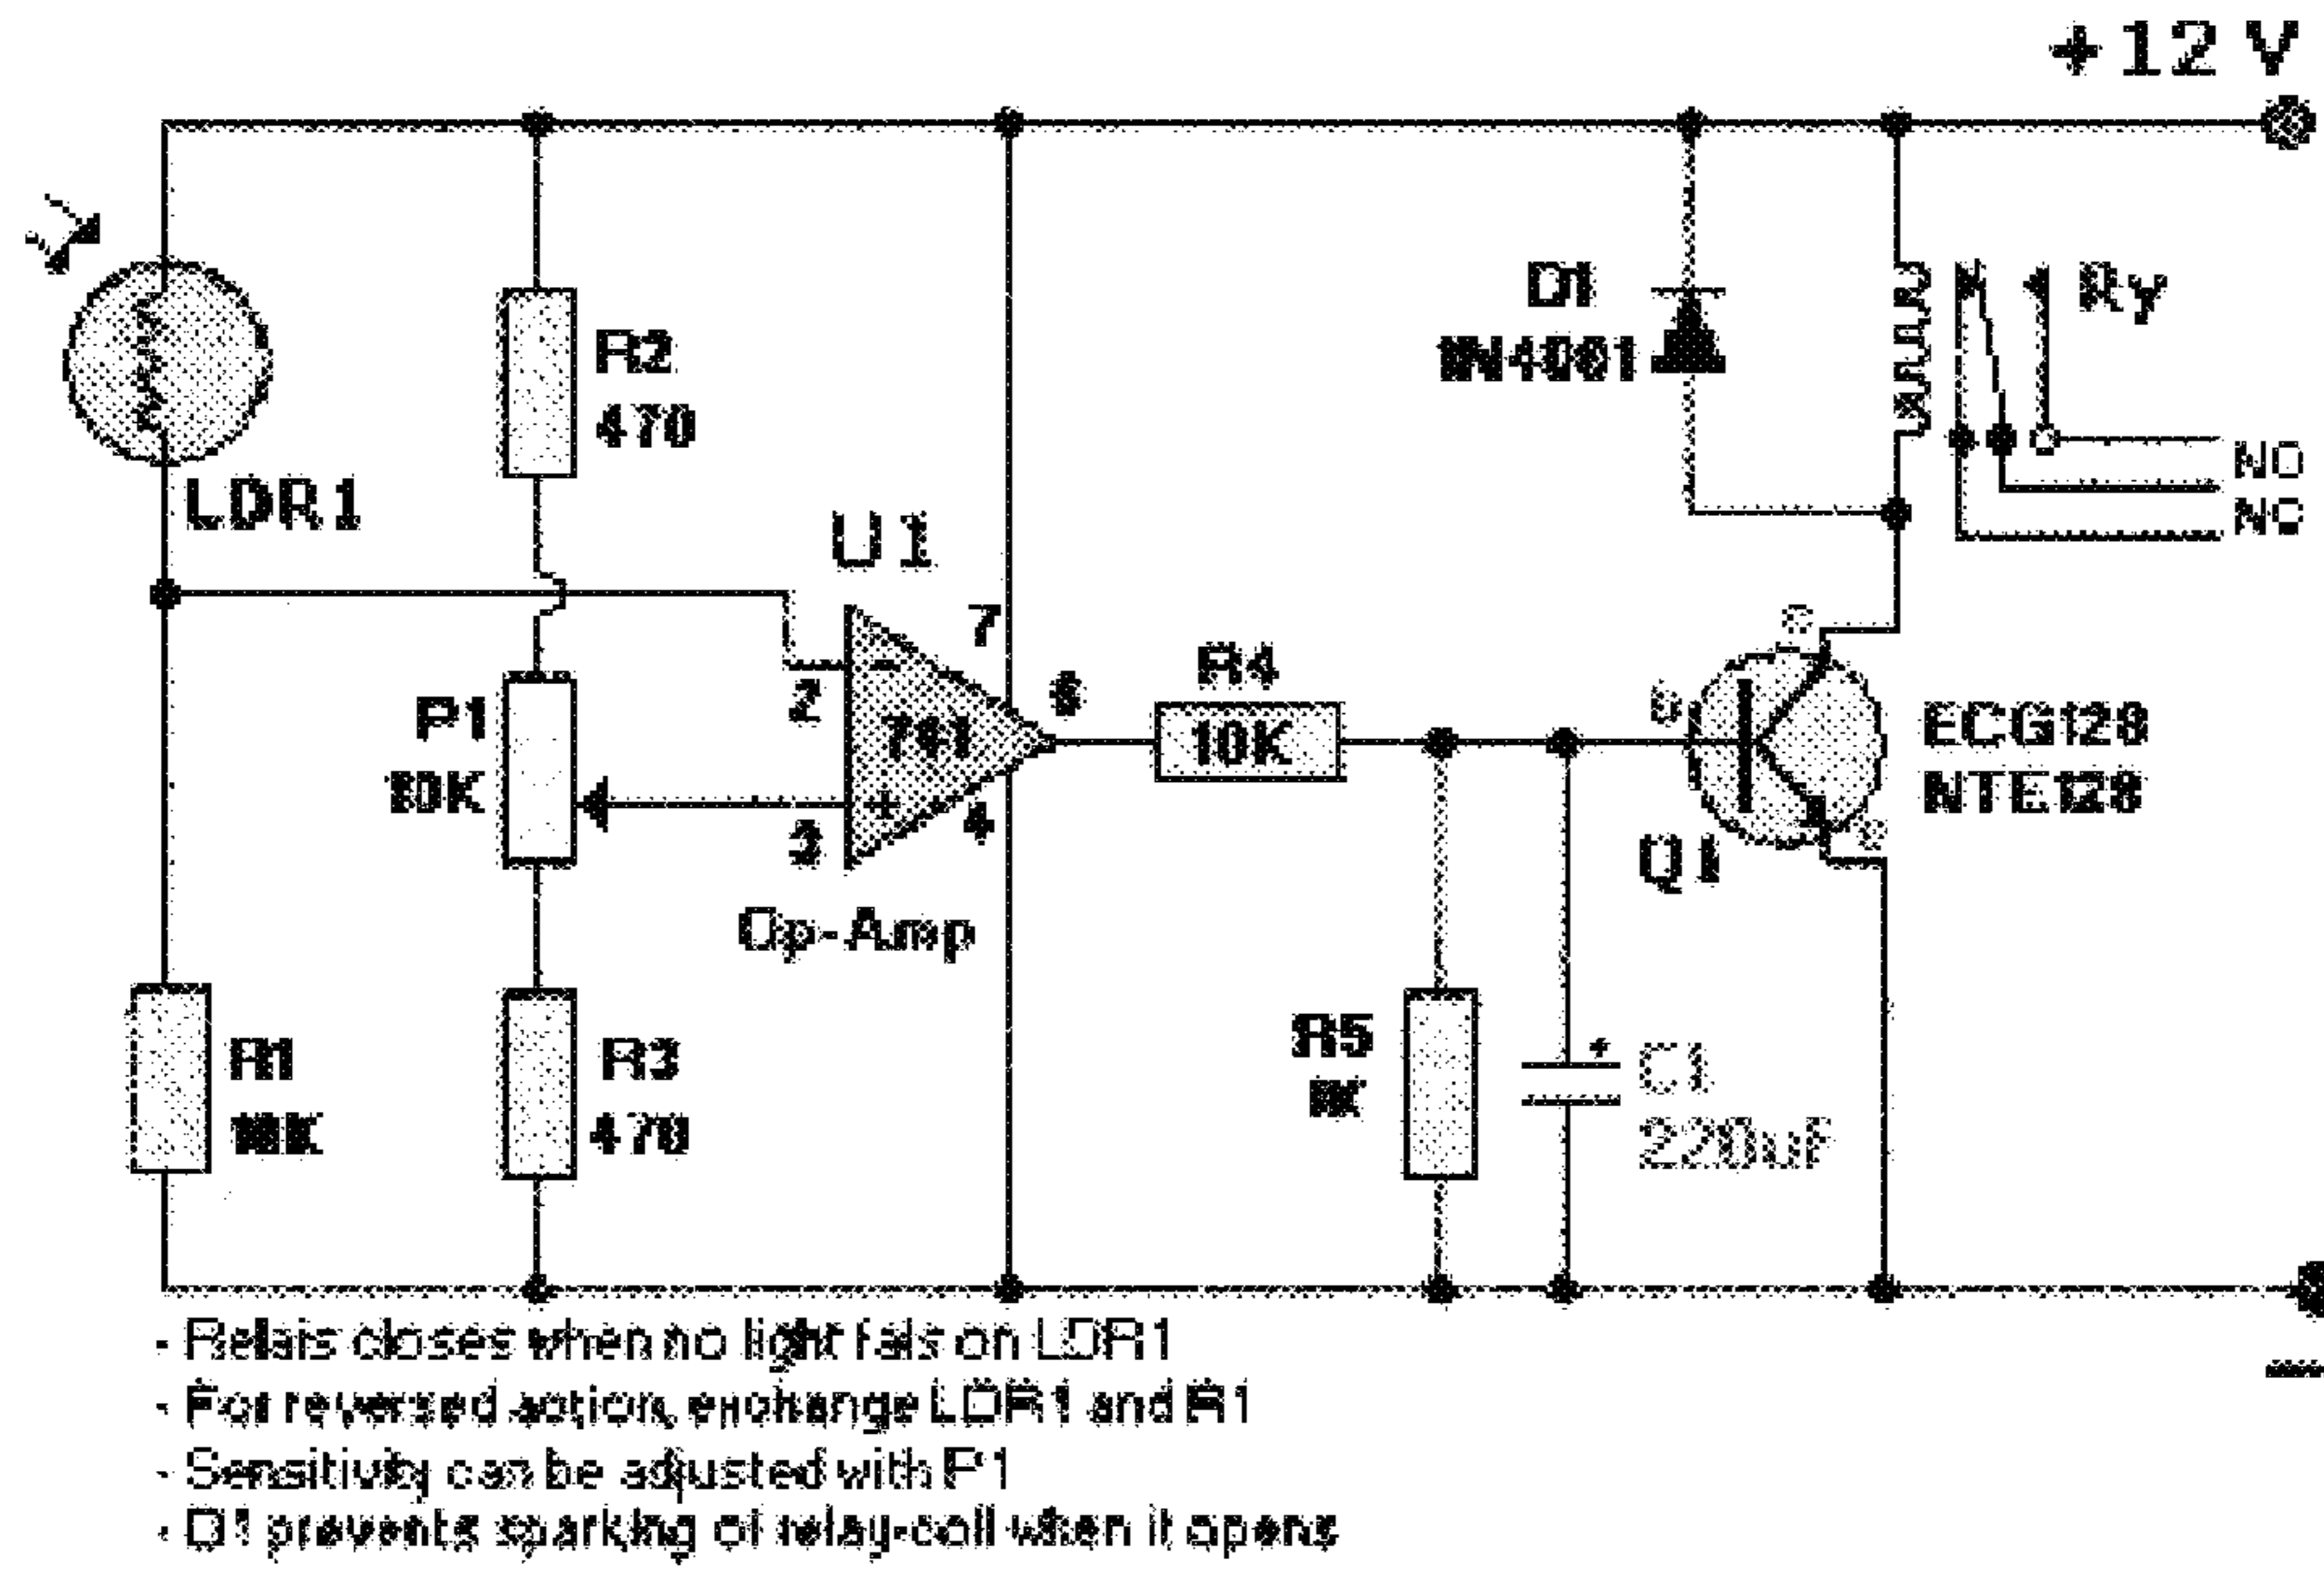 +12 V
D1
Ry
R2
1N4001
470
NO
LDR1
NC
U1
7
c
R4
6
2
b
P1
741
10K
ECG128
10K
NTE128
3
4
e
Q1
Op-Amp
R5
C1
R1
R3
1K
10K
470
220uF
- Relais closes when no light falls on LDR1
- For reversed action, exchange LDR1 and R1
- Sensitivity can be adjusted with P1
- D1 prevents sparking of relay-coil when it opens